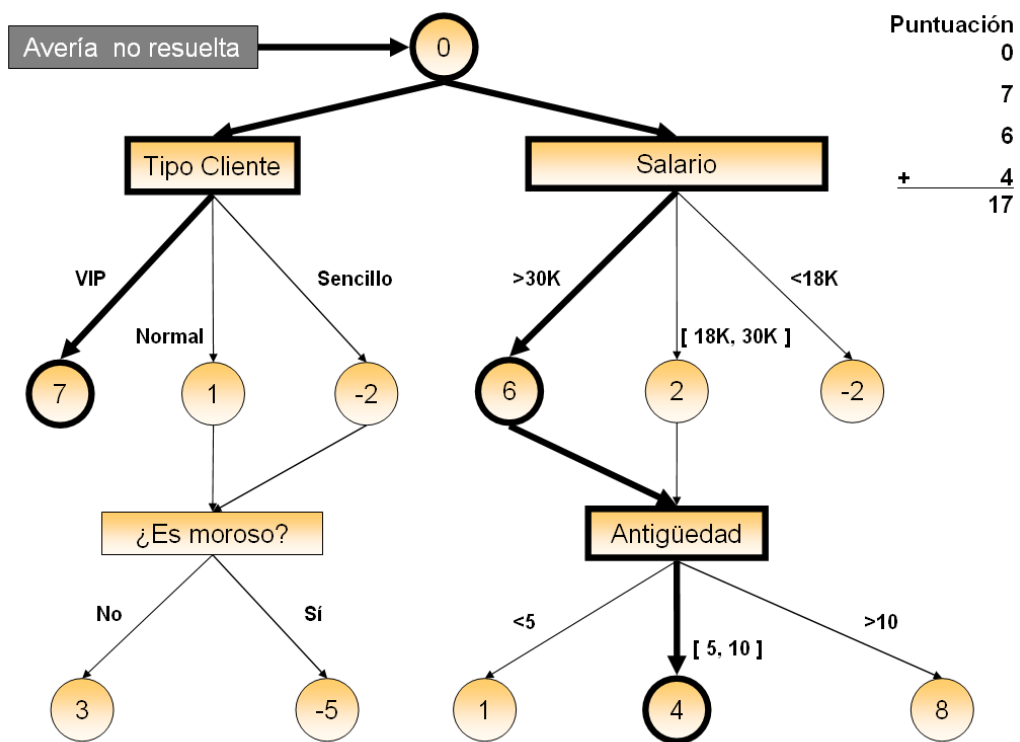 Avería no resuelta
0
Puntuación
0
7
6
+ 4
17
Tipo Cliente
Salario
VIP
Normal
Sencillo
>30K
[ 18K, 30K ]
<18K
7
1
-2
6
2
-2
¿Es moroso?
Antigüedad
No
Sí
<5
[ 5, 10 ]
>10
3
-5
1
4
8